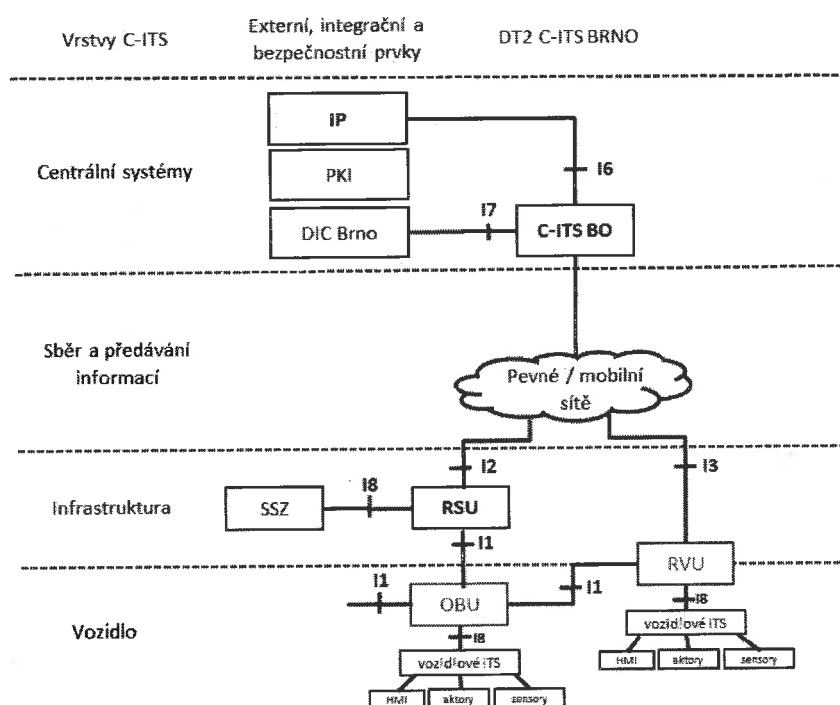 Vrstvy C-ITS
Externí, integrační a
bezpečnostní prvky
DT2 C-ITS BRNO
Centrální systémy
IP
I6
PKI
I7
DIC Brno
C-ITS BO
Sběr a předávání
informací
Pevné / mobilní
sítě
I2
I3
Infrastruktura
SSZ
I8
RSU
I1
RVU
Vozidlo
I1
OBU
I1
I8
vozidlové ITS
HMI
aktory
sensory
I8
vozidlové ITS
HMI
aktory
sensory